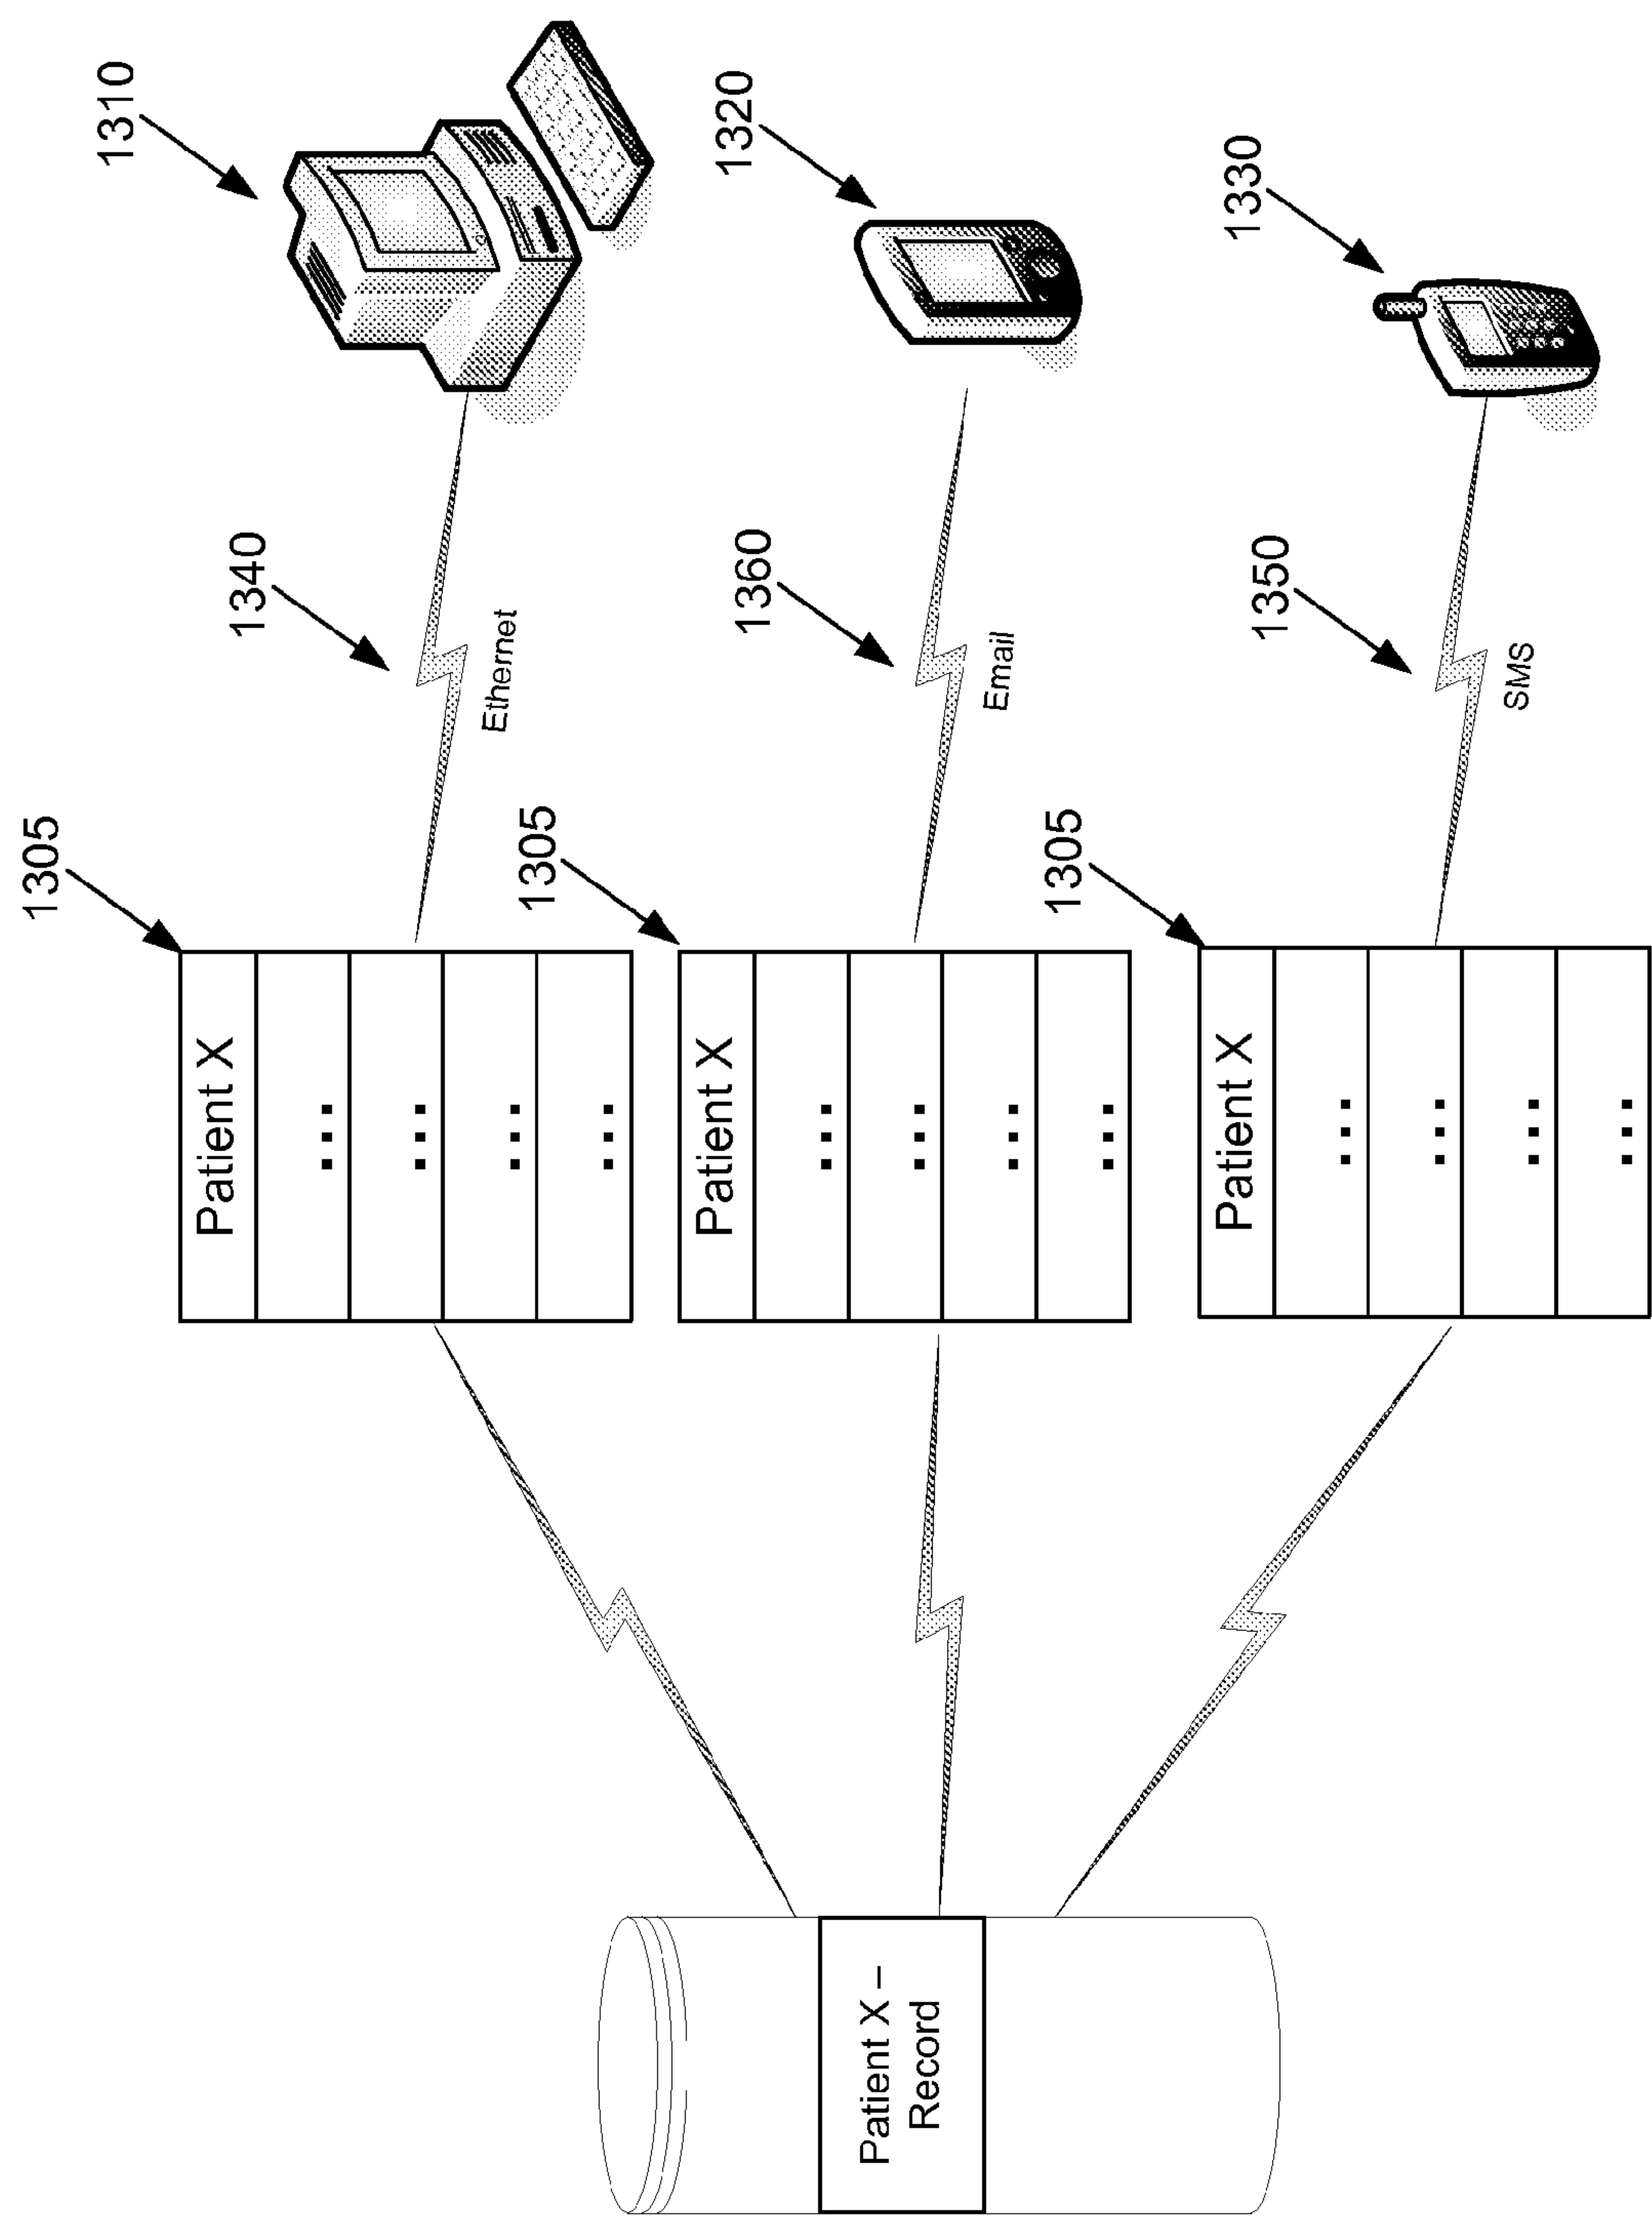 1305
1340
1310
Patient X
...
...
...
...
Ethernet
1305
1360
1320
Patient X –
Record
Patient X
...
...
...
...
Email
1305
1350
1330
Patient X
...
...
...
...
SMS